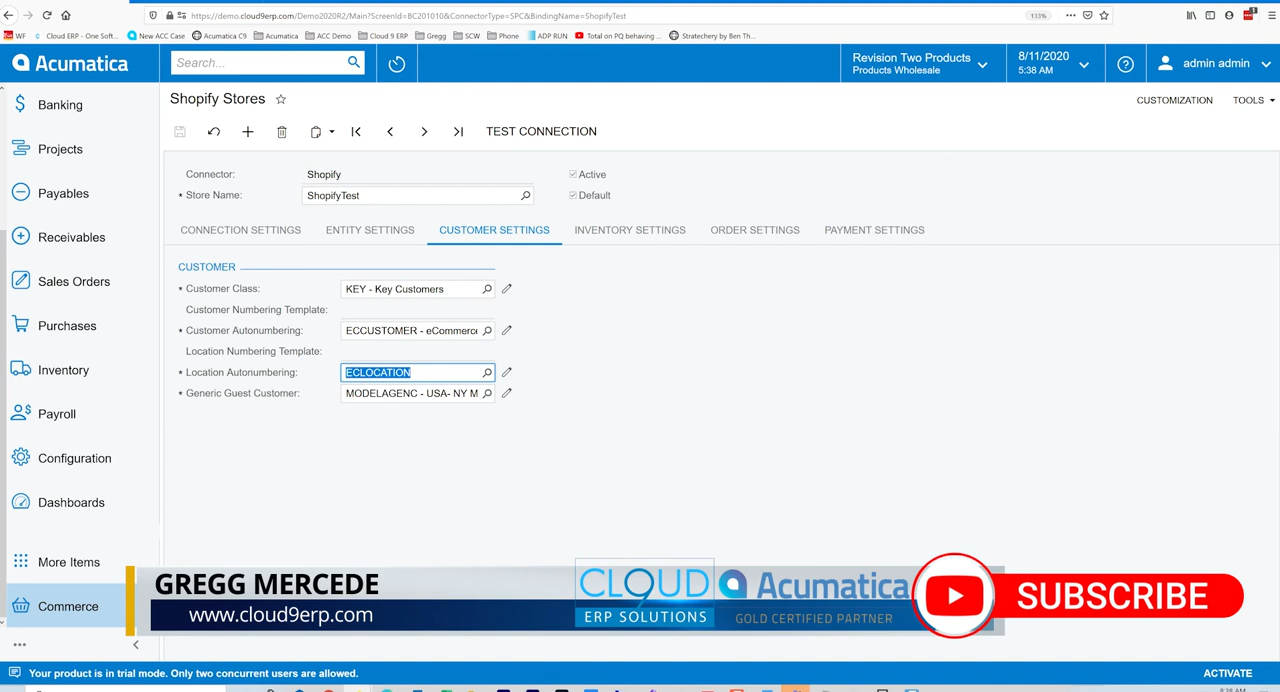 https://demo.cloud9erp.com/Demo2020R2/Main?ScreenId=BC201010&ConnectorType=SPC&BindingName=ShopifyTest
133%
WF
Cloud ERP - One Soft...
New ACC Case
Acumatica C9
Acumatica
ACC Demo
Cloud 9 ERP
Gregg
SCW
Phone
ADP RUN
Total on PQ behaving ...
Stratechery by Ben Th...
Acumatica
Search...
Revision Two Products
Products Wholesale
8/11/2020
5:38 AM
admin admin
Banking
Projects
Payables
Receivables
Sales Orders
Purchases
Inventory
Payroll
Configuration
Dashboards
More Items
Commerce
Shopify Stores
CUSTOMIZATION
TOOLS
TEST CONNECTION
Connector:
Shopify
Active
* Store Name:
ShopifyTest
Default
CONNECTION SETTINGS
ENTITY SETTINGS
CUSTOMER SETTINGS
INVENTORY SETTINGS
ORDER SETTINGS
PAYMENT SETTINGS
CUSTOMER
* Customer Class:
KEY - Key Customers
Customer Numbering Template:
* Customer Autonumbering:
ECCUSTOMER - eCommerce
Location Numbering Template:
* Location Autonumbering:
ECLOCATION
* Generic Guest Customer:
MODELAGENC - USA- NY M
GREGG MERCEDE
www.cloud9erp.com
CLOUD9
ERP SOLUTIONS
Acumatica
GOLD CERTIFIED PARTNER
SUBSCRIBE
Your product is in trial mode. Only two concurrent users are allowed.
ACTIVATE